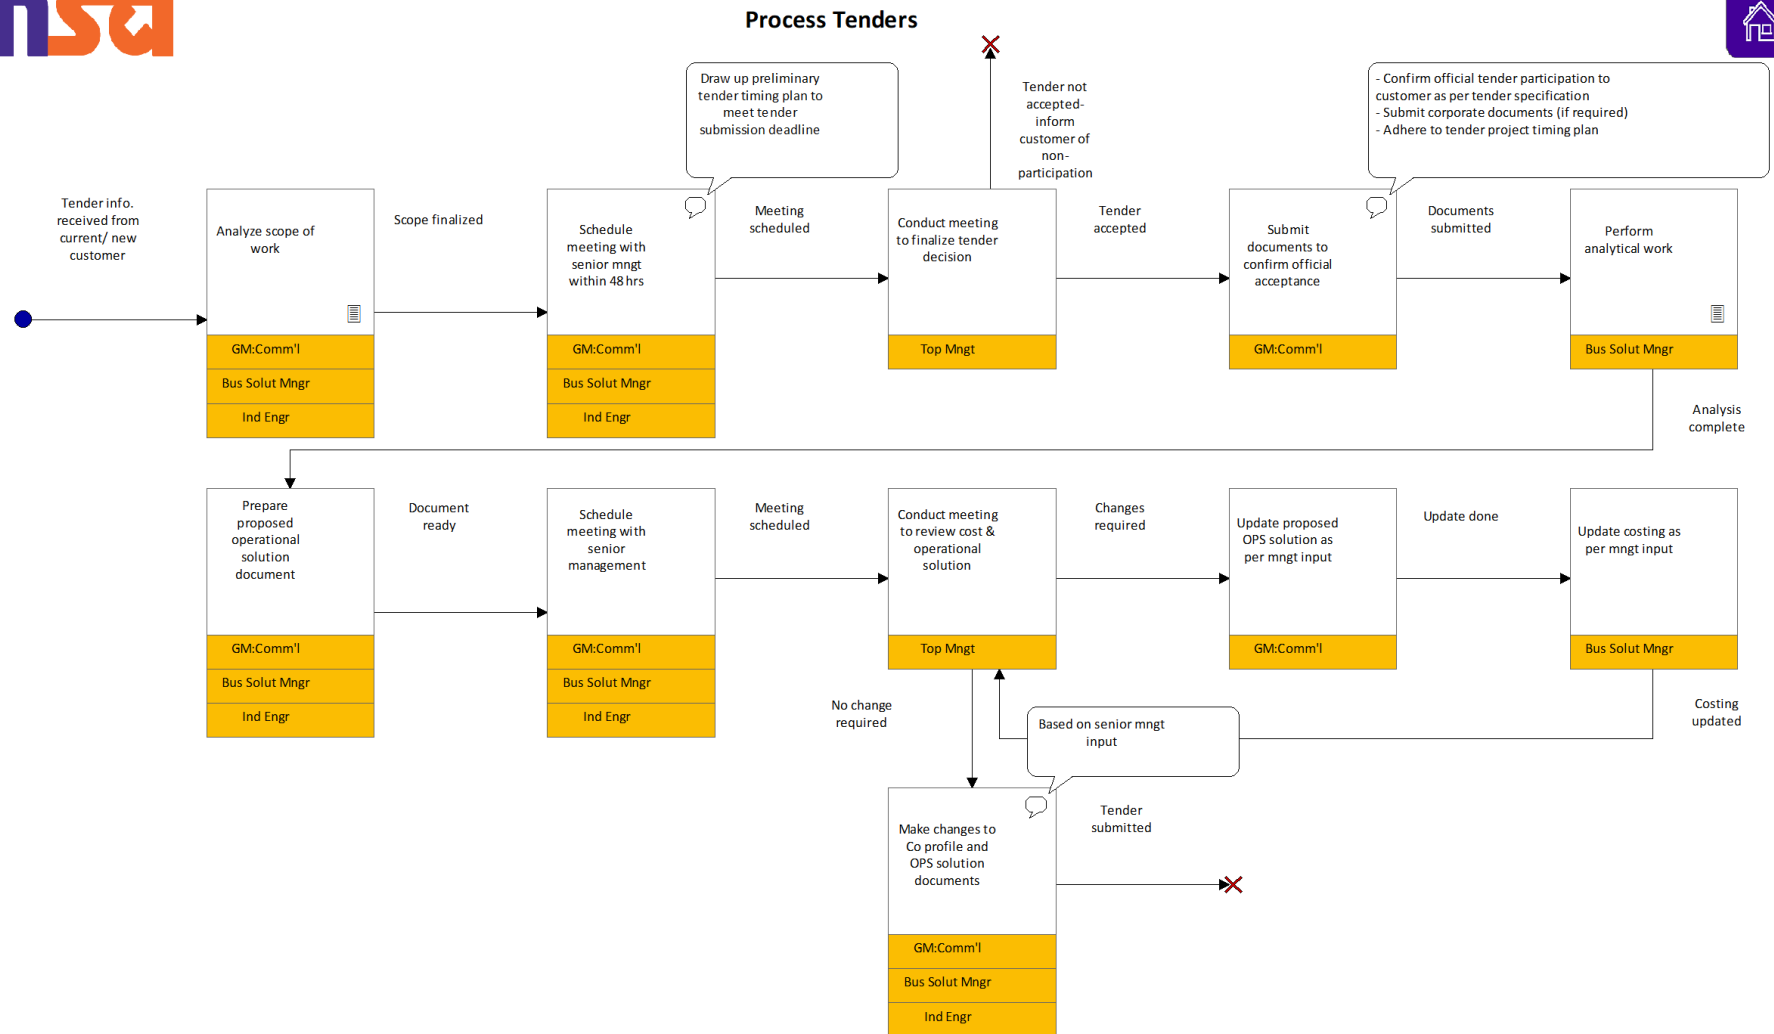 nsa
Process Tenders
Draw up preliminary
tender timing plan to
meet tender
submission deadline
Tender not
accepted-
inform
customer of
non-
participation
- Confirm official tender participation to
customer as per tender specification
- Submit corporate documents (if required)
- Adhere to tender project timing plan
Tender info.
received from
current/ new
customer
Analyze scope of
work
GM:Comm'l
Bus Solut Mngr
Ind Engr
Scope finalized
Schedule
meeting with
senior mngt
within 48 hrs
GM:Comm'l
Bus Solut Mngr
Ind Engr
Meeting
scheduled
Conduct meeting
to finalize tender
decision
Top Mngt
Tender
accepted
Submit
documents to
confirm official
acceptance
GM:Comm'l
Documents
submitted
Perform
analytical work
Bus Solut Mngr
Analysis
complete
Prepare
proposed
operational
solution
document
GM:Comm'l
Bus Solut Mngr
Ind Engr
Document
ready
Schedule
meeting with
senior
management
GM:Comm'l
Bus Solut Mngr
Ind Engr
Meeting
scheduled
Conduct meeting
to review cost &
operational
solution
Top Mngt
Changes
required
Update proposed
OPS solution as
per mngt input
GM:Comm'l
Update done
Update costing as
per mngt input
Bus Solut Mngr
Costing
updated
No change
required
Based on senior mngt
input
Make changes to
Co profile and
OPS solution
documents
GM:Comm'l
Bus Solut Mngr
Ind Engr
Tender
submitted